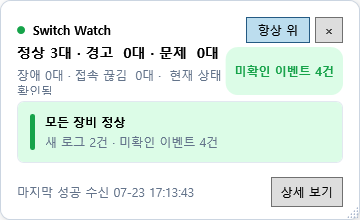 Switch Watch
항상 위
×
정상 3대 · 경고 0대 · 문제 0대
장애 0대 · 접속 끊김 0대 · 현재 상태
확인됨
미확인 이벤트 4건
모든 장비 정상
새 로그 2건 · 미확인 이벤트 4건
마지막 성공 수신 07-23 17:13:43
상세 보기